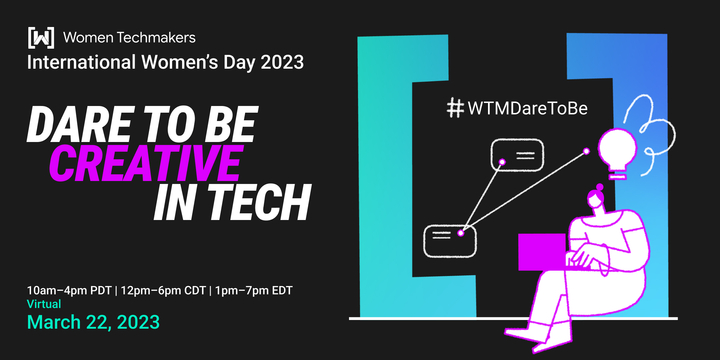 [W] Women Techmakers
International Women's Day 2023
DARE TO BE
CREATIVE
IN TECH
#WTMDareToBe
10am–4pm PDT | 12pm–6pm CDT | 1pm–7pm EDT
Virtual
March 22, 2023